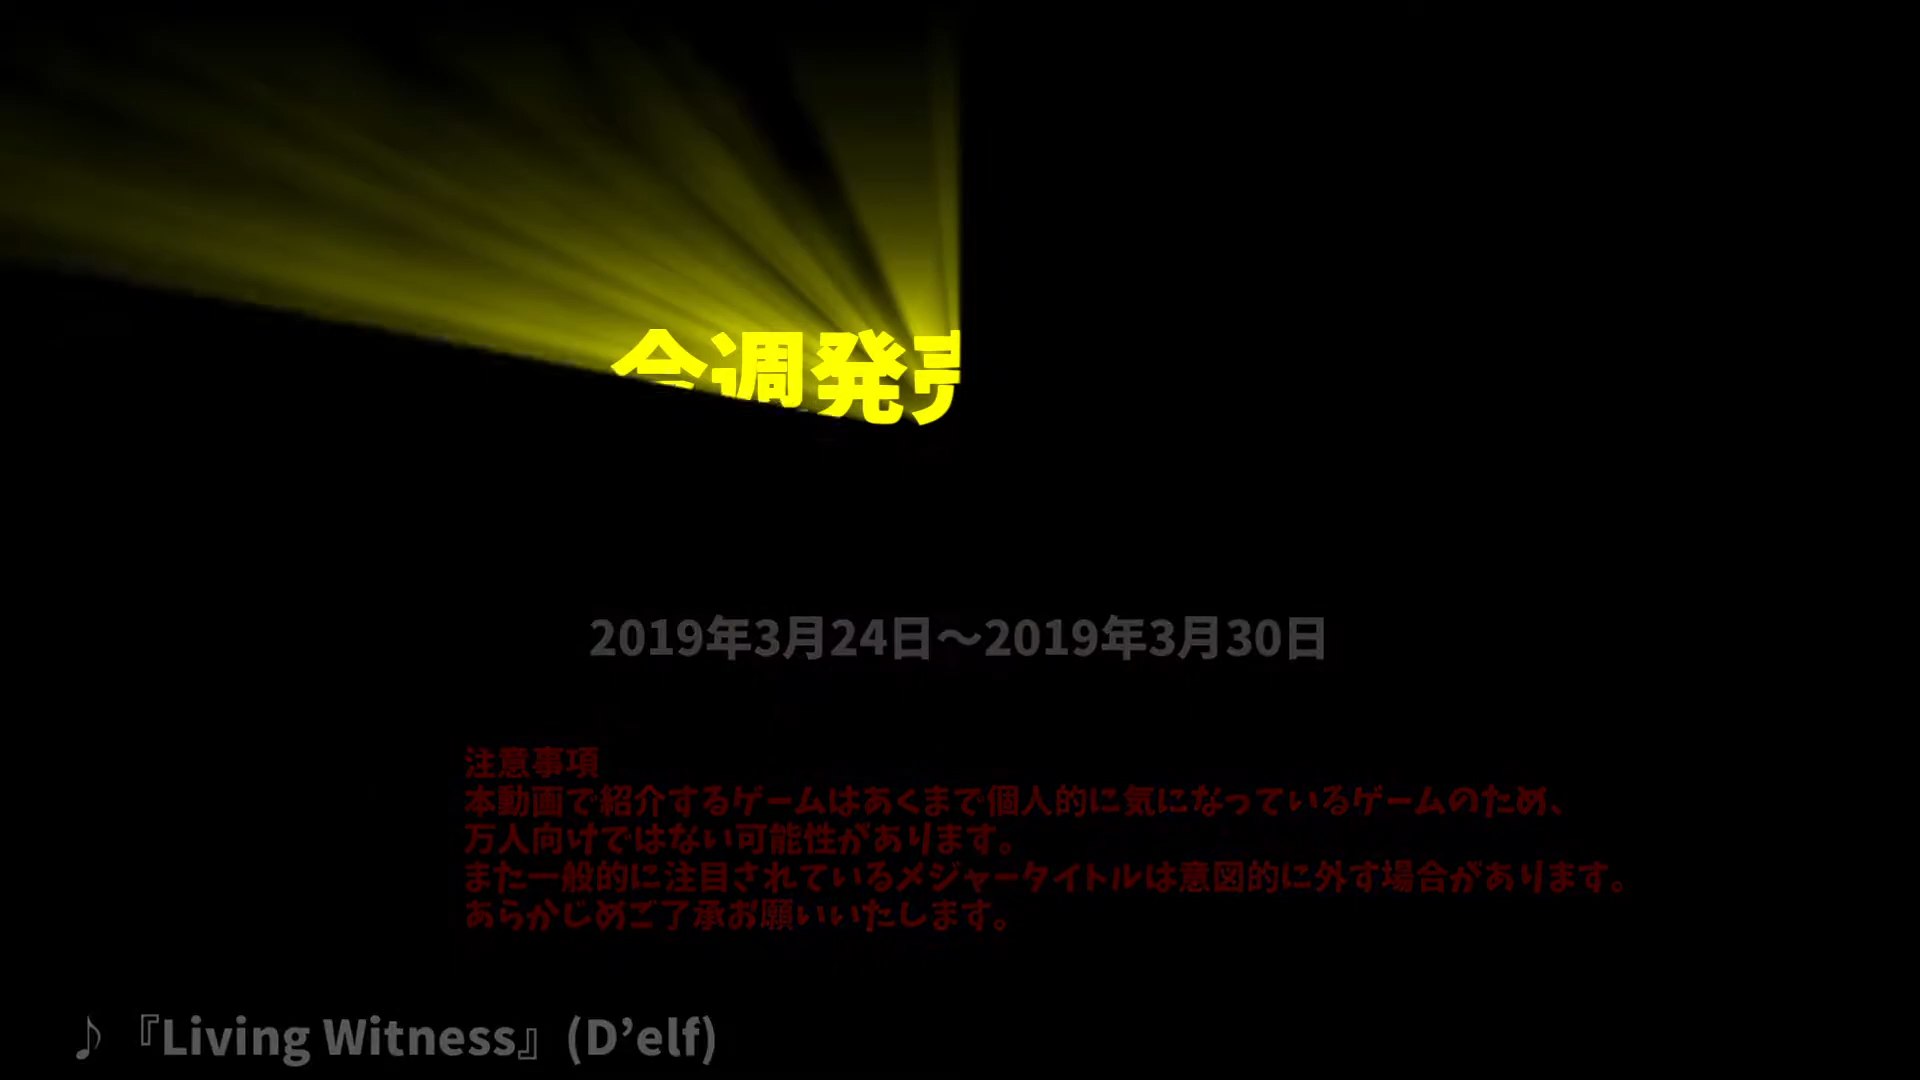 今週発売
2019年3月24日～2019年3月30日
注意事項
本動画で紹介するゲームはあくまで個人的に気になっているゲームのため、
万人向けではない可能性があります。
また一般的に注目されているメジャータイトルは意図的に外す場合があります。
あらかじめご了承お願いいたします。
♪『Living Witness』(D’elf)